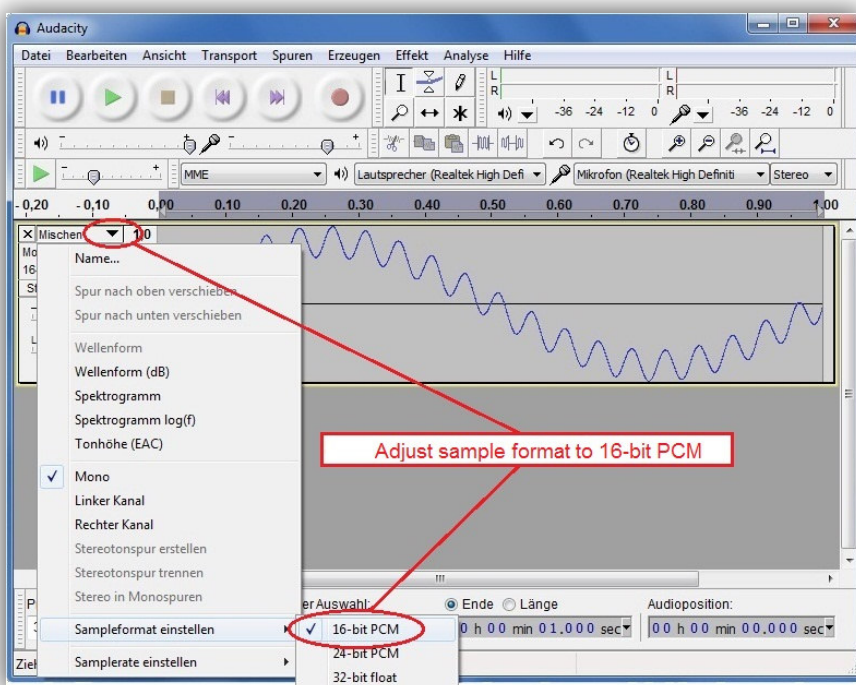 Audacity
Datei Bearbeiten Ansicht Transport Spuren Erzeugen Effekt Analyse Hilfe
L
R
-36 -24 -12 0
L
R
-36 -24 -12 0
MME
Lautsprecher (Realtek High Defi
Mikrofon (Realtek High Definiti
Stereo
- 0,20 - 0,10 0,00 0.10 0.20 0.30 0.40 0.50 0.60 0.70 0.80 0.90 1.00
X Mischen 1,0
Name...
Spur nach oben verschieben
Spur nach unten verschieben
Wellenform
Wellenform (dB)
Spektrogramm
Spektrogramm log(f)
Tonhöhe (EAC)
Adjust sample format to 16-bit PCM
Mono
Linker Kanal
Rechter Kanal
Stereotonspur erstellen
Stereotonspur trennen
Stereo in Monospuren
Auswahl: Ende Länge Audioposition:
Sampleformat einstellen
16-bit PCM
0 h 00 min 01.000 sec
00 h 00 min 00.000 sec
24-bit PCM
Samplerate einstellen
32-bit float